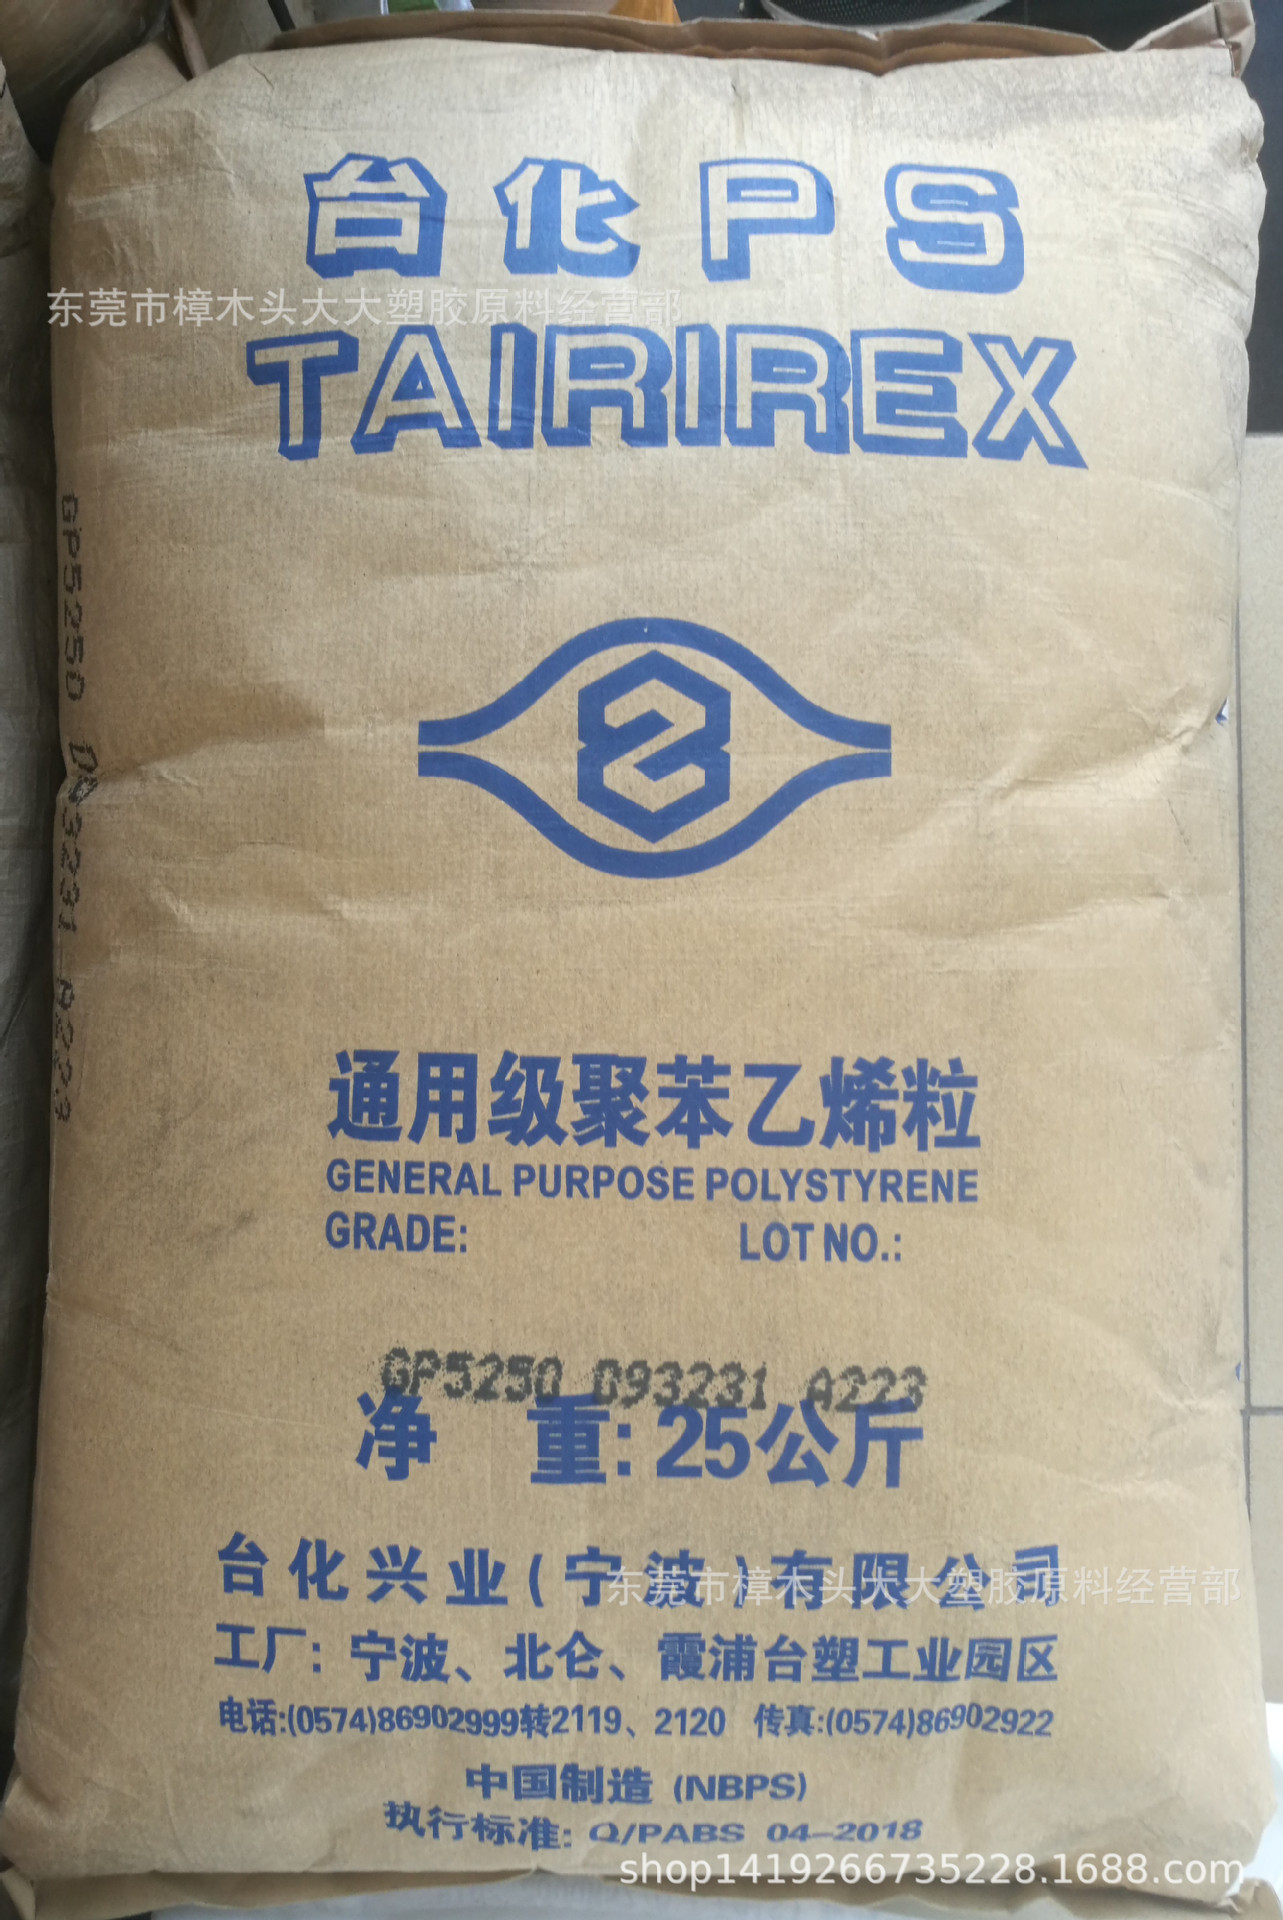 台化PS
东莞市樟木头大大塑胶原料经营部
TAIRIREX
GP525D D93231 A223
通用级聚苯乙烯粒
GENERAL PURPOSE POLYSTYRENE
GRADE: LOT NO.:
GP525D D93231 A223
净 重: 25公斤
台化兴业(宁波)有限公司
东莞市樟木头大大塑胶原料经营部
工厂: 宁波、北仑、霞浦台塑工业园区
电话:(0574)86902999转2119、2120 传真:(0574)86902922
中国制造 (NBPS)
执行标准: Q/PABS 04-2018
shop1419266735228.1688.com